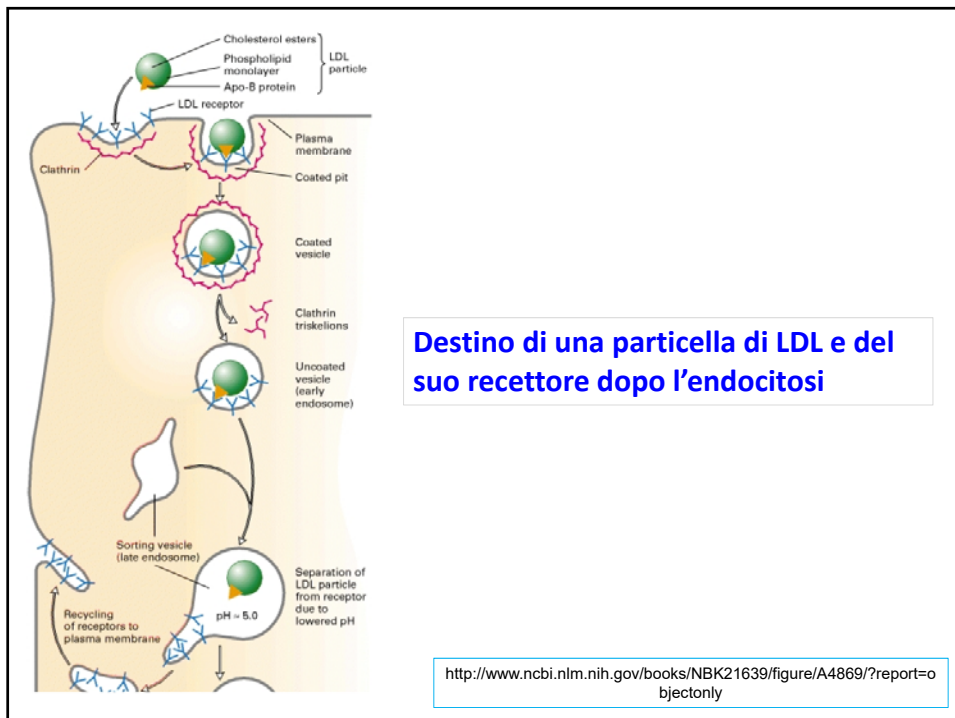 Cholesterol esters
Phospholipid
monolayer
Apo-B protein
LDL
particle
LDL receptor
Plasma
membrane
Clathrin
Coated pit
Coated
vesicle
Clathrin
triskelions
Uncoated
vesicle
(early
endosome)
Destino di una particella di LDL e del
suo recettore dopo l’endocitosi
Sorting vesicle
(late endosome)
Separation of
LDL particle
from receptor
due to
lowered pH
pH ≈ 5.0
Recycling
of receptors to
plasma membrane
http://www.ncbi.nlm.nih.gov/books/NBK21639/figure/A4869/?report=o
bjectonly